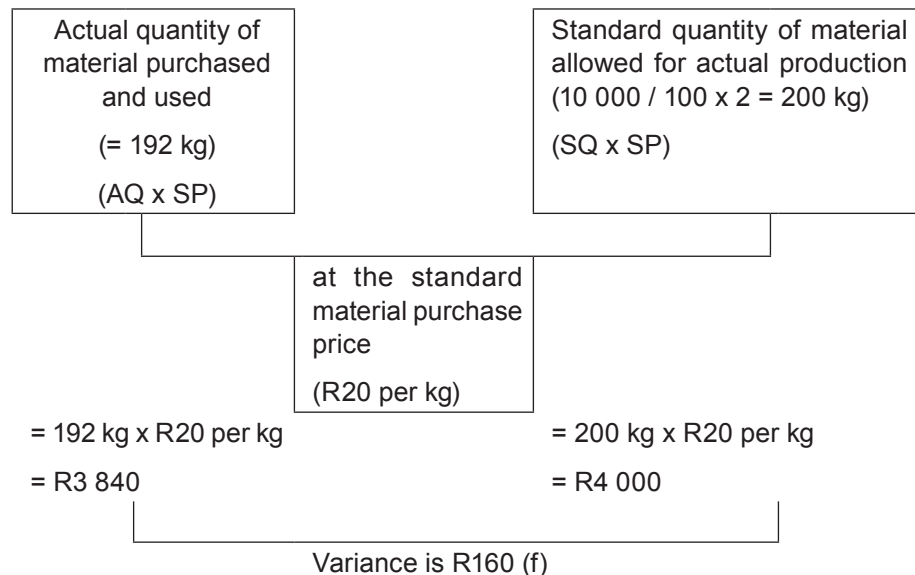 Actual quantity of
material purchased
and used
(= 192 kg)
(AQ x SP)
Standard quantity of material
allowed for actual production
(10 000 / 100 x 2 = 200 kg)
(SQ x SP)
at the standard
material purchase
price
(R20 per kg)
= 192 kg x R20 per kg
= R3 840
= 200 kg x R20 per kg
= R4 000
Variance is R160 (f)